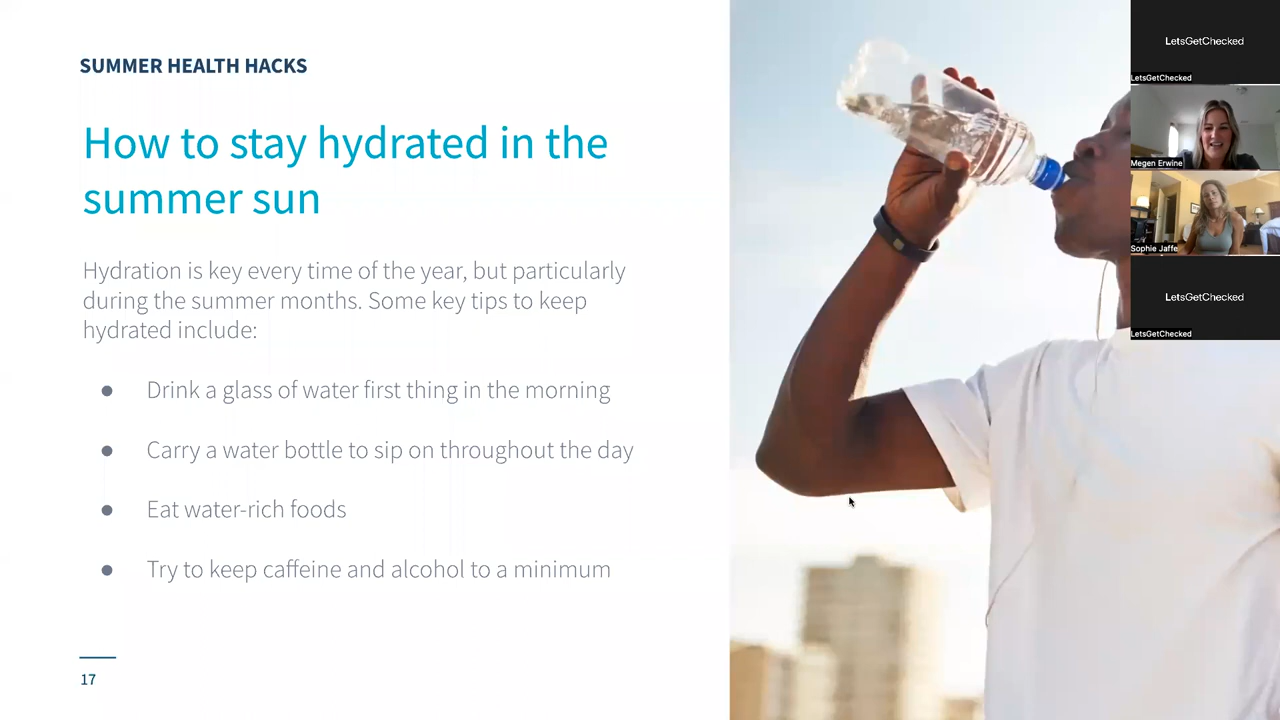 SUMMER HEALTH HACKS
How to stay hydrated in the
summer sun
Hydration is key every time of the year, but particularly
during the summer months. Some key tips to keep
hydrated include:
● Drink a glass of water first thing in the morning
● Carry a water bottle to sip on throughout the day
● Eat water-rich foods
● Try to keep caffeine and alcohol to a minimum
17
LetsGetChecked
LetsGetChecked
Megen Erwine
Sophie Jaffe
LetsGetChecked
LetsGetChecked